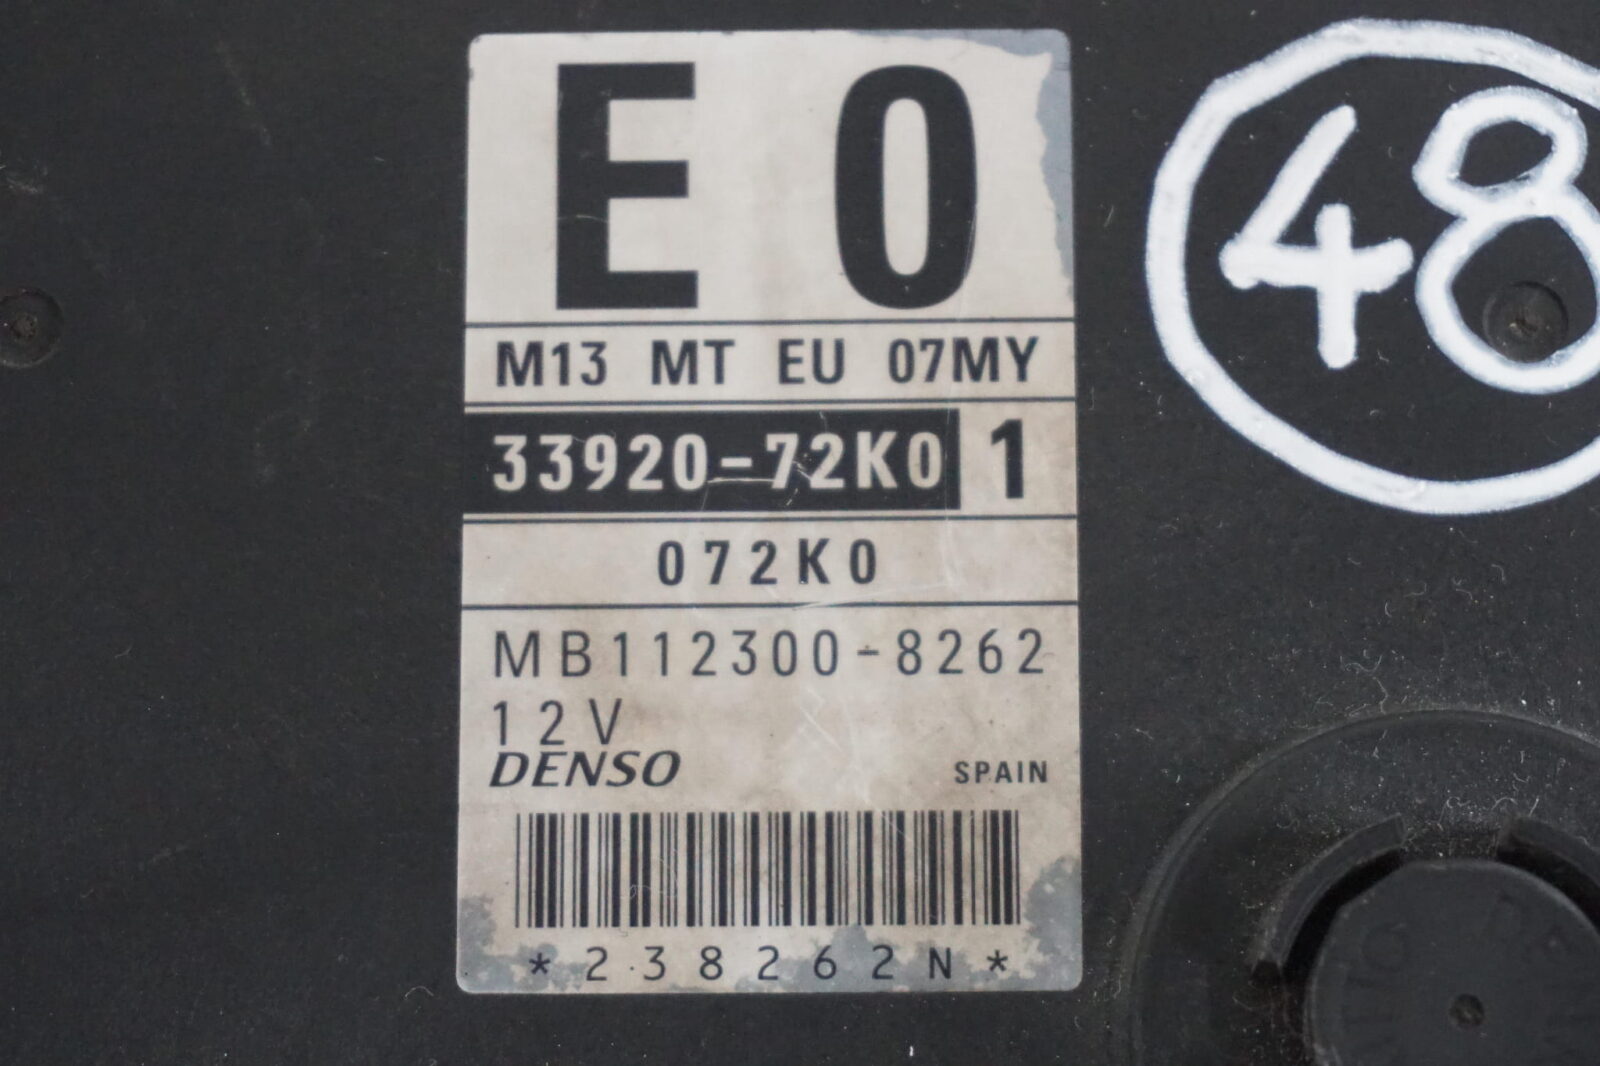 E 0
48
M13 MT EU 07MY
33920-72K0 1
072K0
MB112300-8262
12V
DENSO
SPAIN
*238262N*